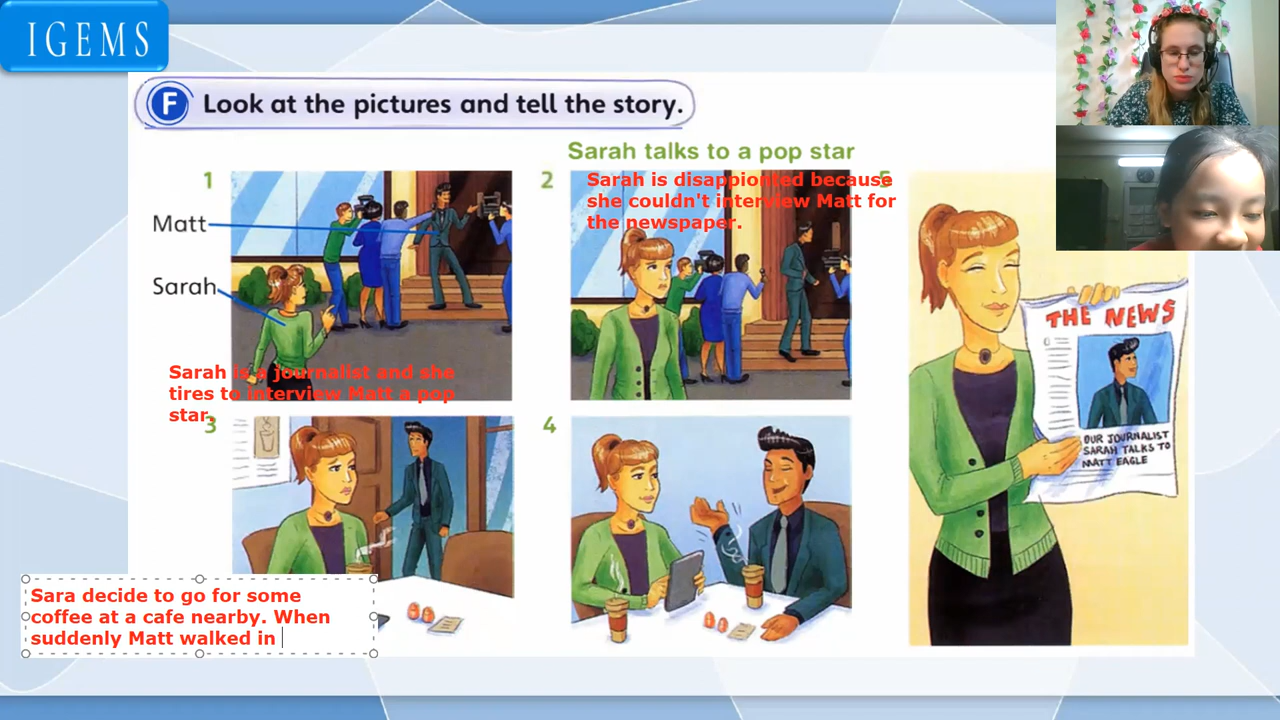 IGEMS
F Look at the pictures and tell the story.
Sarah talks to a pop star
1
Matt
Sarah
Sarah is a journalist and she
tires to interview Matt a pop
star.
2
Sarah is disappionted because
she couldn't interview Matt for
the newspaper.
3
Sara decide to go for some
coffee at a cafe nearby. When
suddenly Matt walked in
4
5
THE NEWS
OUR JOURNALIST
SARAH TALKS TO
MATT EAGLE